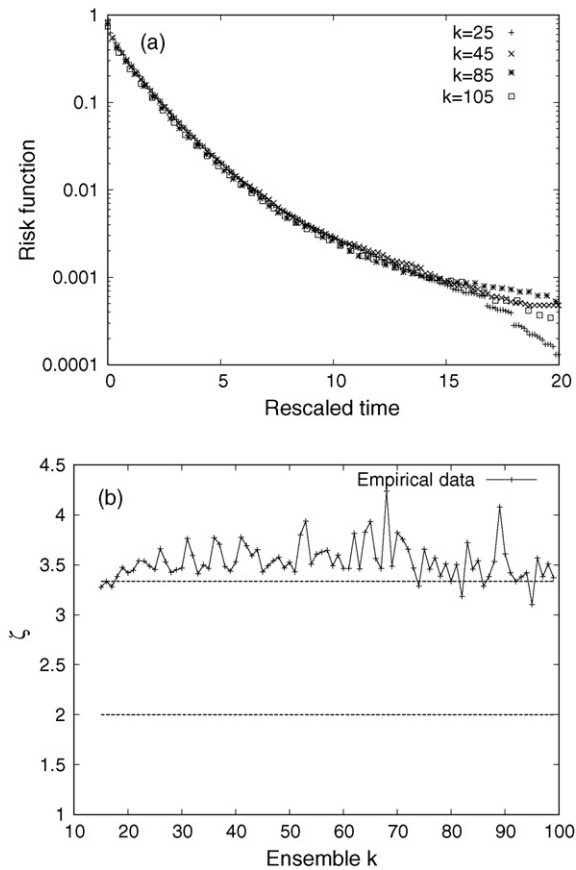 (a)
k=25
k=45
k=85
k=105
1
0.1
0.01
0.001
0.0001
Risk function
0 5 10 15 20
Rescaled time
(b)
Empirical data
4.5
4
3.5
3
2.5
2
1.5
1
ζ
10 20 30 40 50 60 70 80 90 100
Ensemble k